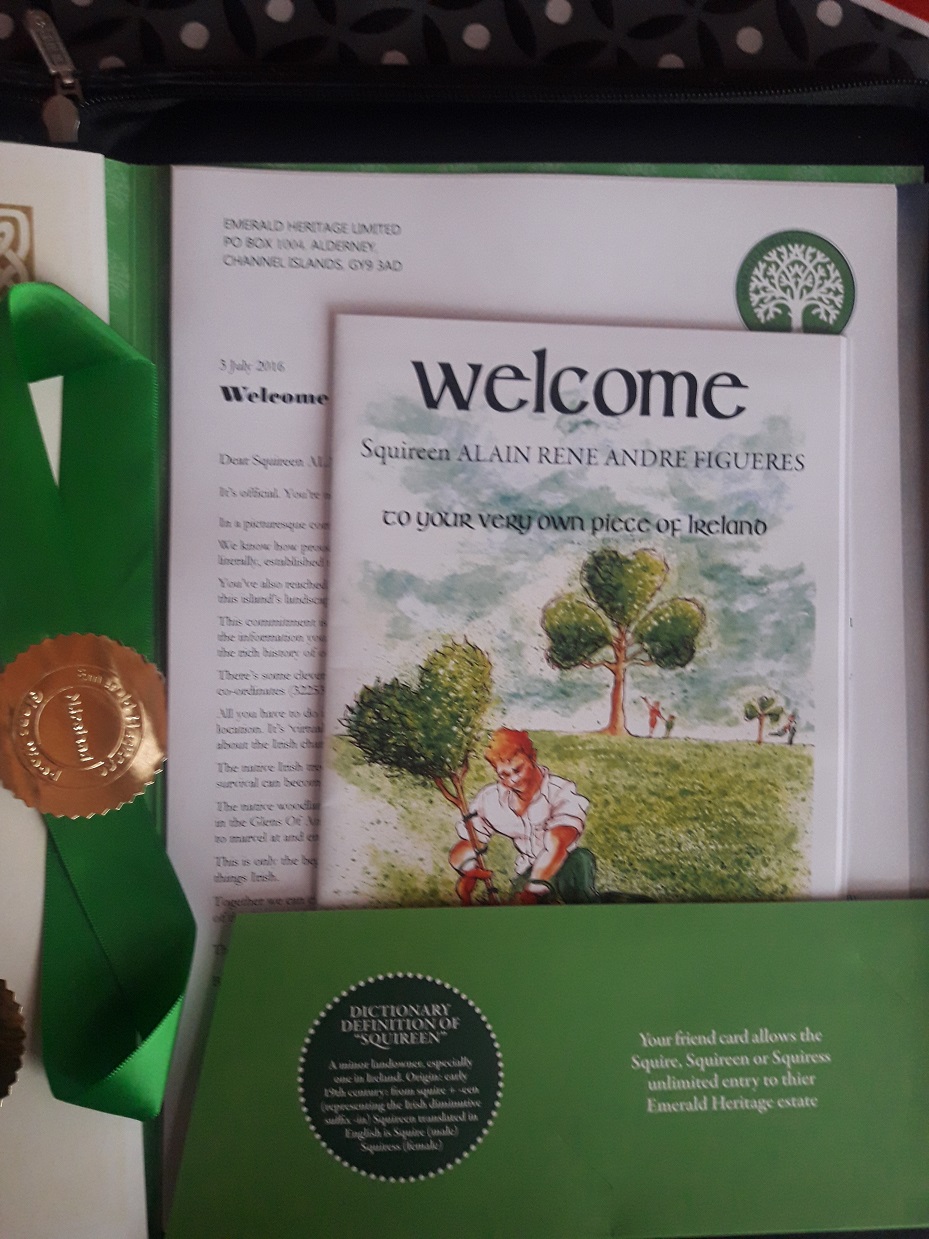 EMERALD HERITAGE LIMITED
PO BOX 1004, ALDERNEY,
CHANNEL ISLANDS, GY9 3AD
3 July 2016
Welcome
Dear Squireen AL
It's official. You're
In a picturesque
We know how
literally, established
You've also reached
this island's
This commitment
the information
the rich history of
There's some clever
co-ordinates
All you have to do
location. It's 'virtual
about the Irish
The native Irish
survival can
The native
in the Glens Of
to marvel at and
This is only the
things Irish.
Together we can
of
welcome
Squireen ALAIN RENE ANDRE FIGUERES
to your very own piece of Ireland
Emerald Heritage
DICTIONARY
DEFINITION OF
"SQUIREEN"
A minor landowner, especially
one in Ireland. Origin: early
19th century: from squire + -een
(representing the Irish diminutive
suffix -in) Squireen translated in
English is Squire (male)
Squiress (female)
Your friend card allows the
Squire, Squireen or Squiress
unlimited entry to thier
Emerald Heritage estate